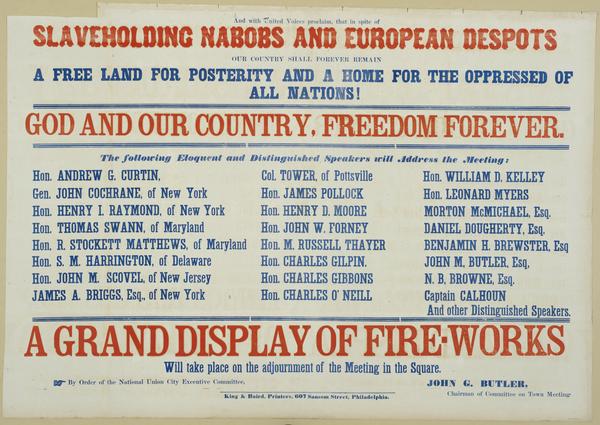 And with United Voices proclaim, that in spite of
SLAVEHOLDING NABOBS AND EUROPEAN DESPOTS
OUR COUNTRY SHALL FOREVER REMAIN
A FREE LAND FOR POSTERITY AND A HOME FOR THE OPPRESSED OF
ALL NATIONS!
GOD AND OUR COUNTRY, FREEDOM FOREVER.
The following Eloquent and Distinguished Speakers will Address the Meeting:
Hon. ANDREW G. CURTIN,
Gen. JOHN COCHRANE, of New York
Hon. HENRY I. RAYMOND, of New York
Hon. THOMAS SWANN, of Maryland
Hon. R. STOCKETT MATTHEWS, of Maryland
Hon. S. M. HARRINGTON, of Delaware
Hon. JOHN M. SCOVEL, of New Jersey
JAMES A. BRIGGS, Esq., of New York
Col. TOWER, of Pottsville
Hon. JAMES POLLOCK
Hon. HENRY D. MOORE
Hon. JOHN W. FORNEY
Hon. M. RUSSELL THAYER
Hon. CHARLES GILPIN,
Hon. CHARLES GIBBONS
Hon. CHARLES O'NEILL
Hon. WILLIAM D. KELLEY
Hon. LEONARD MYERS
MORTON McMICHAEL, Esq.
DANIEL DOUGHERTY, Esq.
BENJAMIN H. BREWSTER, Esq
JOHN M, BUTLER, Esq,
N. B, BROWNE, Esq.
Captain CALHOUN
And other Distinguished Speakers.
A GRAND DISPLAY OF FIRE-WORKS
Will take place on the adjournment of the Meeting in the Square.
☛ By Order of the National Union City Executive Committee,
JOHN G. BUTLER,
Chairman of Committee on Town Meeting
King & Baird, Printers, 607 Sansom Street, Philadelphia.